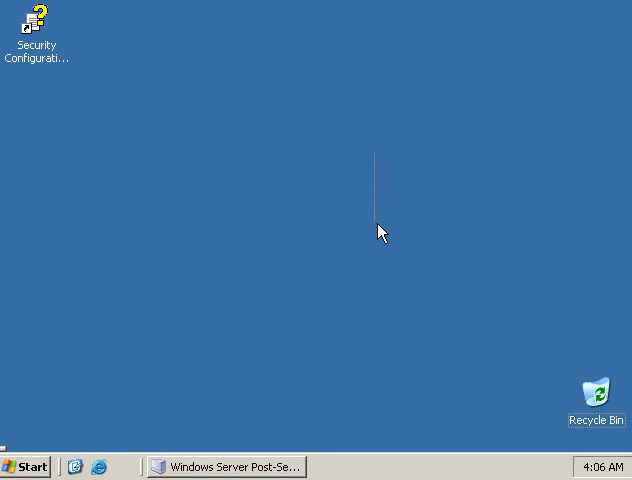 Security
Configurati...
Recycle Bin
Start
Windows Server Post-Se...
4:06 AM